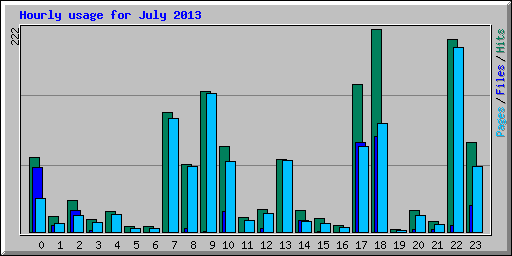 Hourly usage for July 2013
222
Pages / Files / Hits
0 1 2 3 4 5 6 7 8 9 10 11 12 13 14 15 16 17 18 19 20 21 22 23